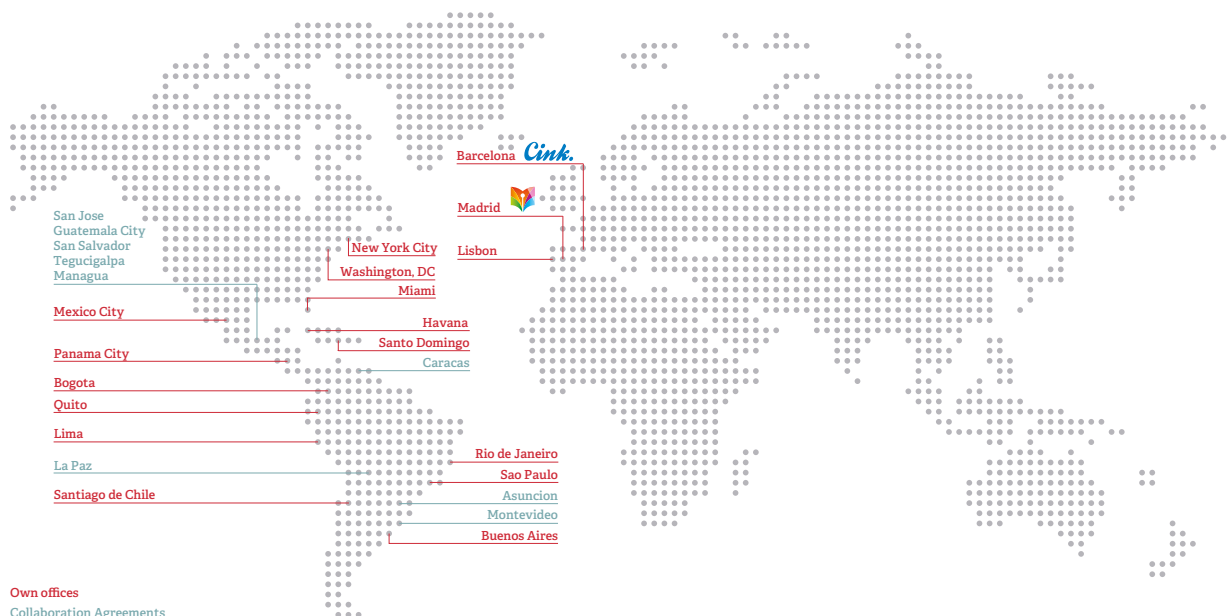 Barcelona Cink.
Madrid
Lisbon
San Jose
Guatemala City
San Salvador
Tegucigalpa
Managua
New York City
Washington, DC
Miami
Mexico City
Havana
Santo Domingo
Panama City
Caracas
Bogota
Quito
Lima
Rio de Janeiro
La Paz
Sao Paulo
Santiago de Chile
Asuncion
Montevideo
Buenos Aires
Own offices
Collaboration Agreements